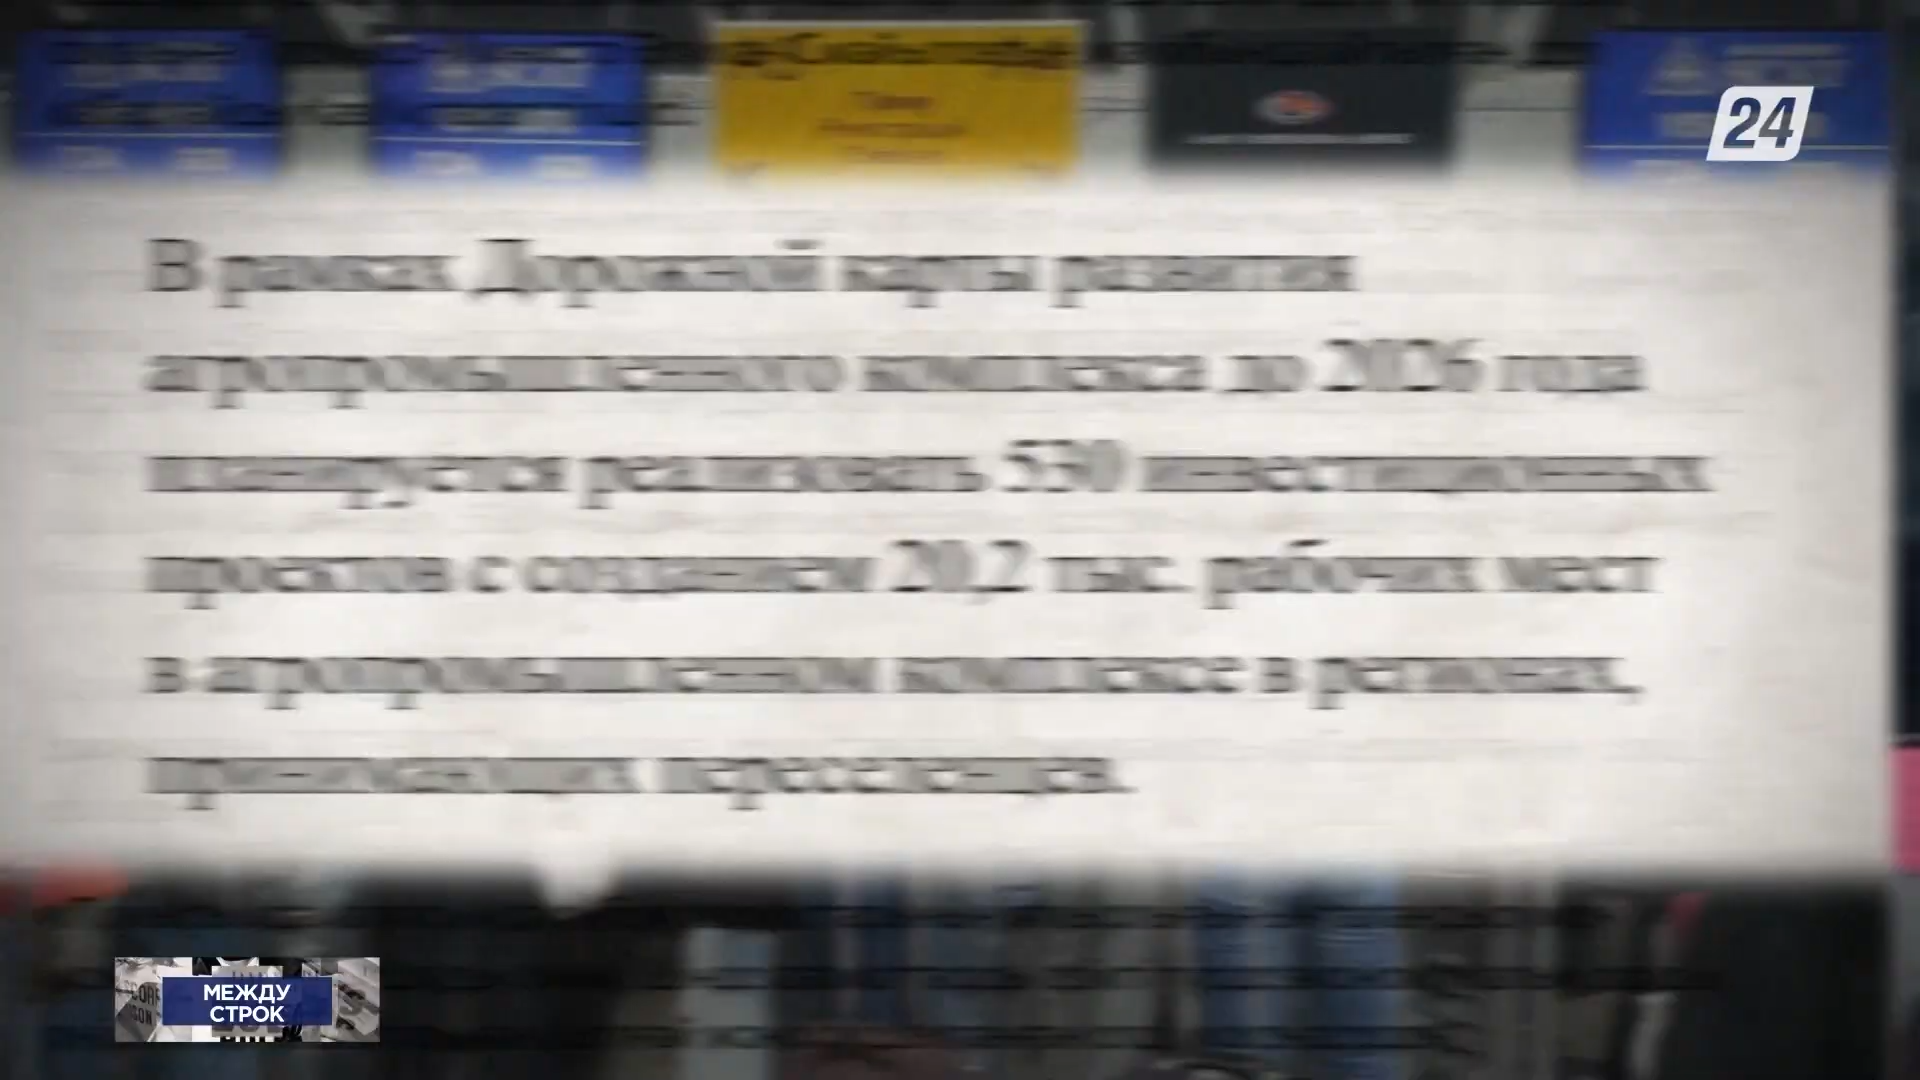 24
В рамках Дорожной карты развития
агропромышленного комплекса до 2026 года
планируется реализовать 530 инвестиционных
проектов с созданием 20,2 тыс. рабочих мест
в агропромышленном комплексе в регионах,
принимающих переселенцев.
МЕЖДУ
СТРОК